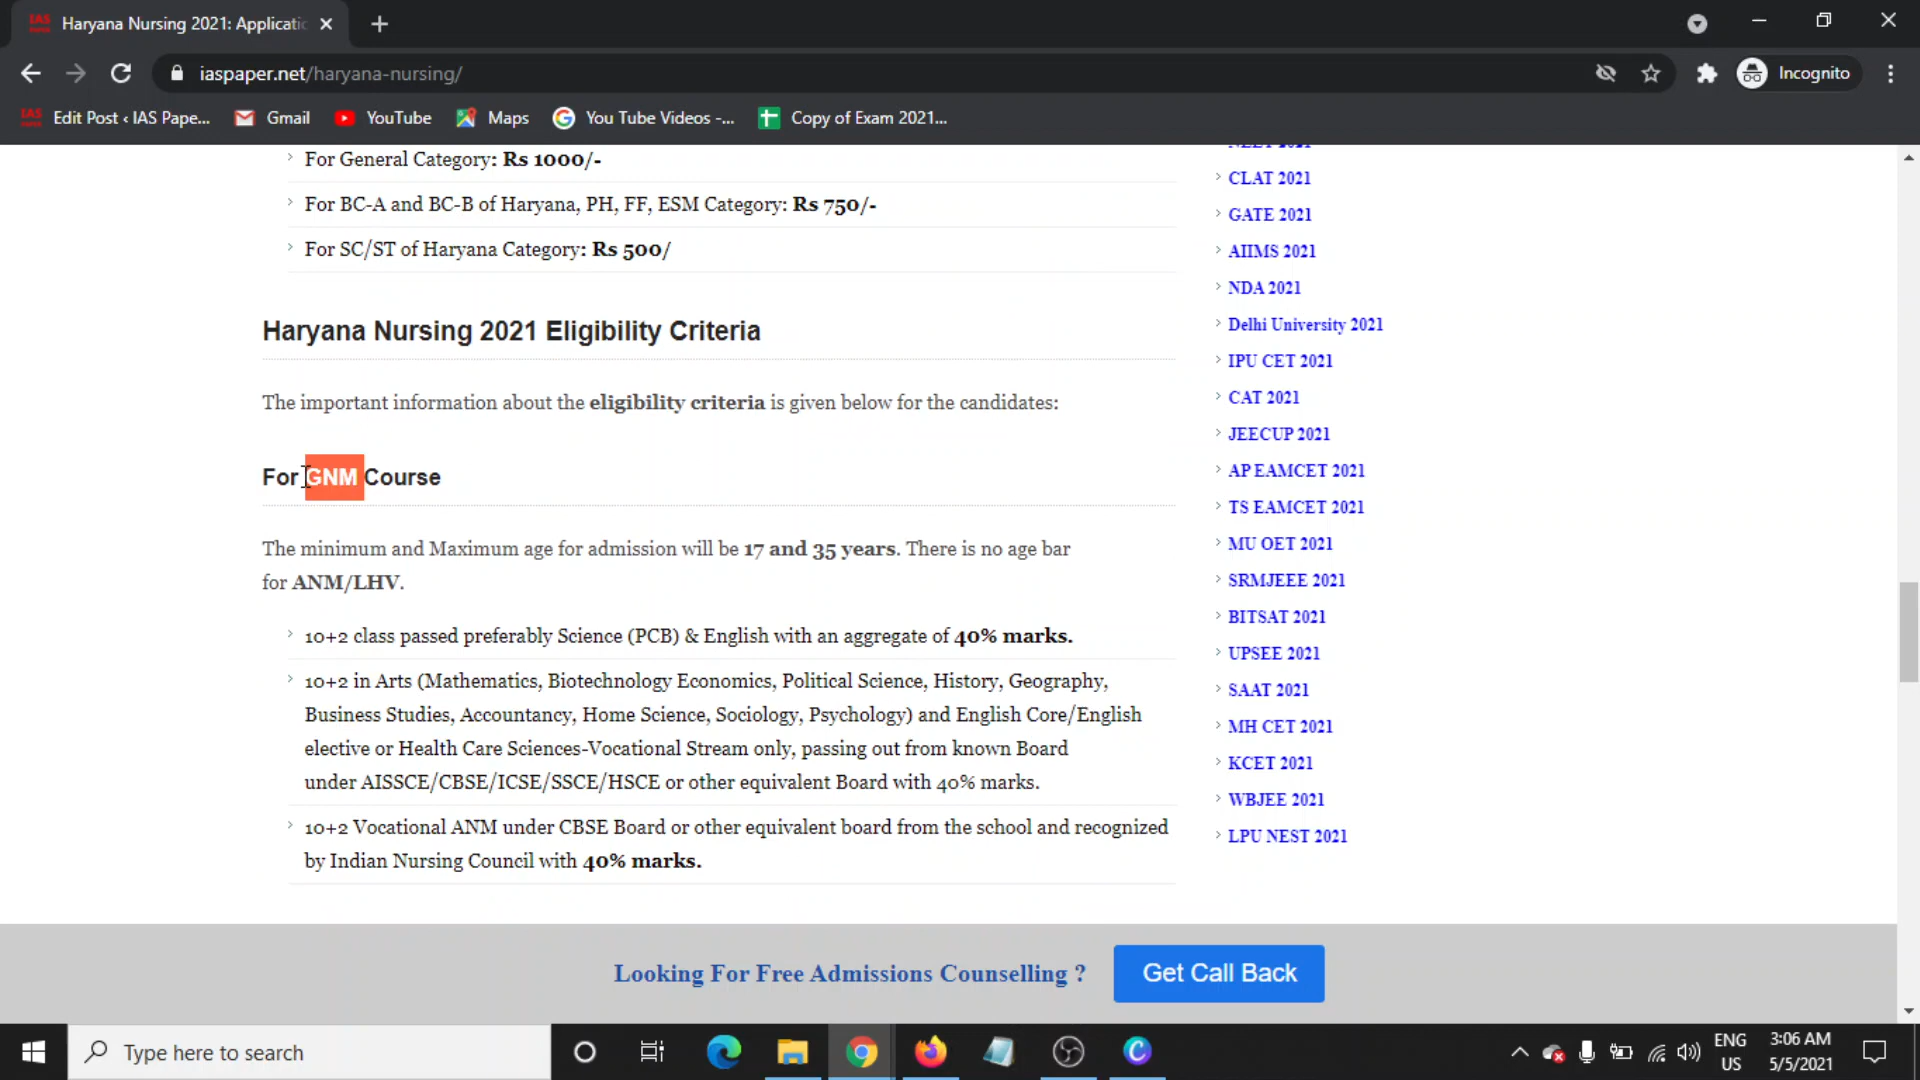 Haryana Nursing 2021: Applicatio
iaspaper.net/haryana-nursing/
Incognito
Edit Post ‹ IAS Pape...
Gmail
YouTube
Maps
You Tube Videos -...
Copy of Exam 2021...
For General Category: Rs 1000/-
For BC-A and BC-B of Haryana, PH, FF, ESM Category: Rs 750/-
For SC/ST of Haryana Category: Rs 500/
Haryana Nursing 2021 Eligibility Criteria
The important information about the eligibility criteria is given below for the candidates:
For GNM Course
The minimum and Maximum age for admission will be 17 and 35 years. There is no age bar
for ANM/LHV.
10+2 class passed preferably Science (PCB) & English with an aggregate of 40% marks.
10+2 in Arts (Mathematics, Biotechnology Economics, Political Science, History, Geography,
Business Studies, Accountancy, Home Science, Sociology, Psychology) and English Core/English
elective or Health Care Sciences-Vocational Stream only, passing out from known Board
under AISSCE/CBSE/ICSE/SSCE/HSCE or other equivalent Board with 40% marks.
10+2 Vocational ANM under CBSE Board or other equivalent board from the school and recognized
by Indian Nursing Council with 40% marks.
CLAT 2021
GATE 2021
AIIMS 2021
NDA 2021
Delhi University 2021
IPU CET 2021
CAT 2021
JEECUP 2021
AP EAMCET 2021
TS EAMCET 2021
MU OET 2021
SRMJEEE 2021
BITSAT 2021
UPSEE 2021
SAAT 2021
MH CET 2021
KCET 2021
WBJEE 2021
LPU NEST 2021
Looking For Free Admissions Counselling ?
Get Call Back
Type here to search
ENG
US
3:06 AM
5/5/2021